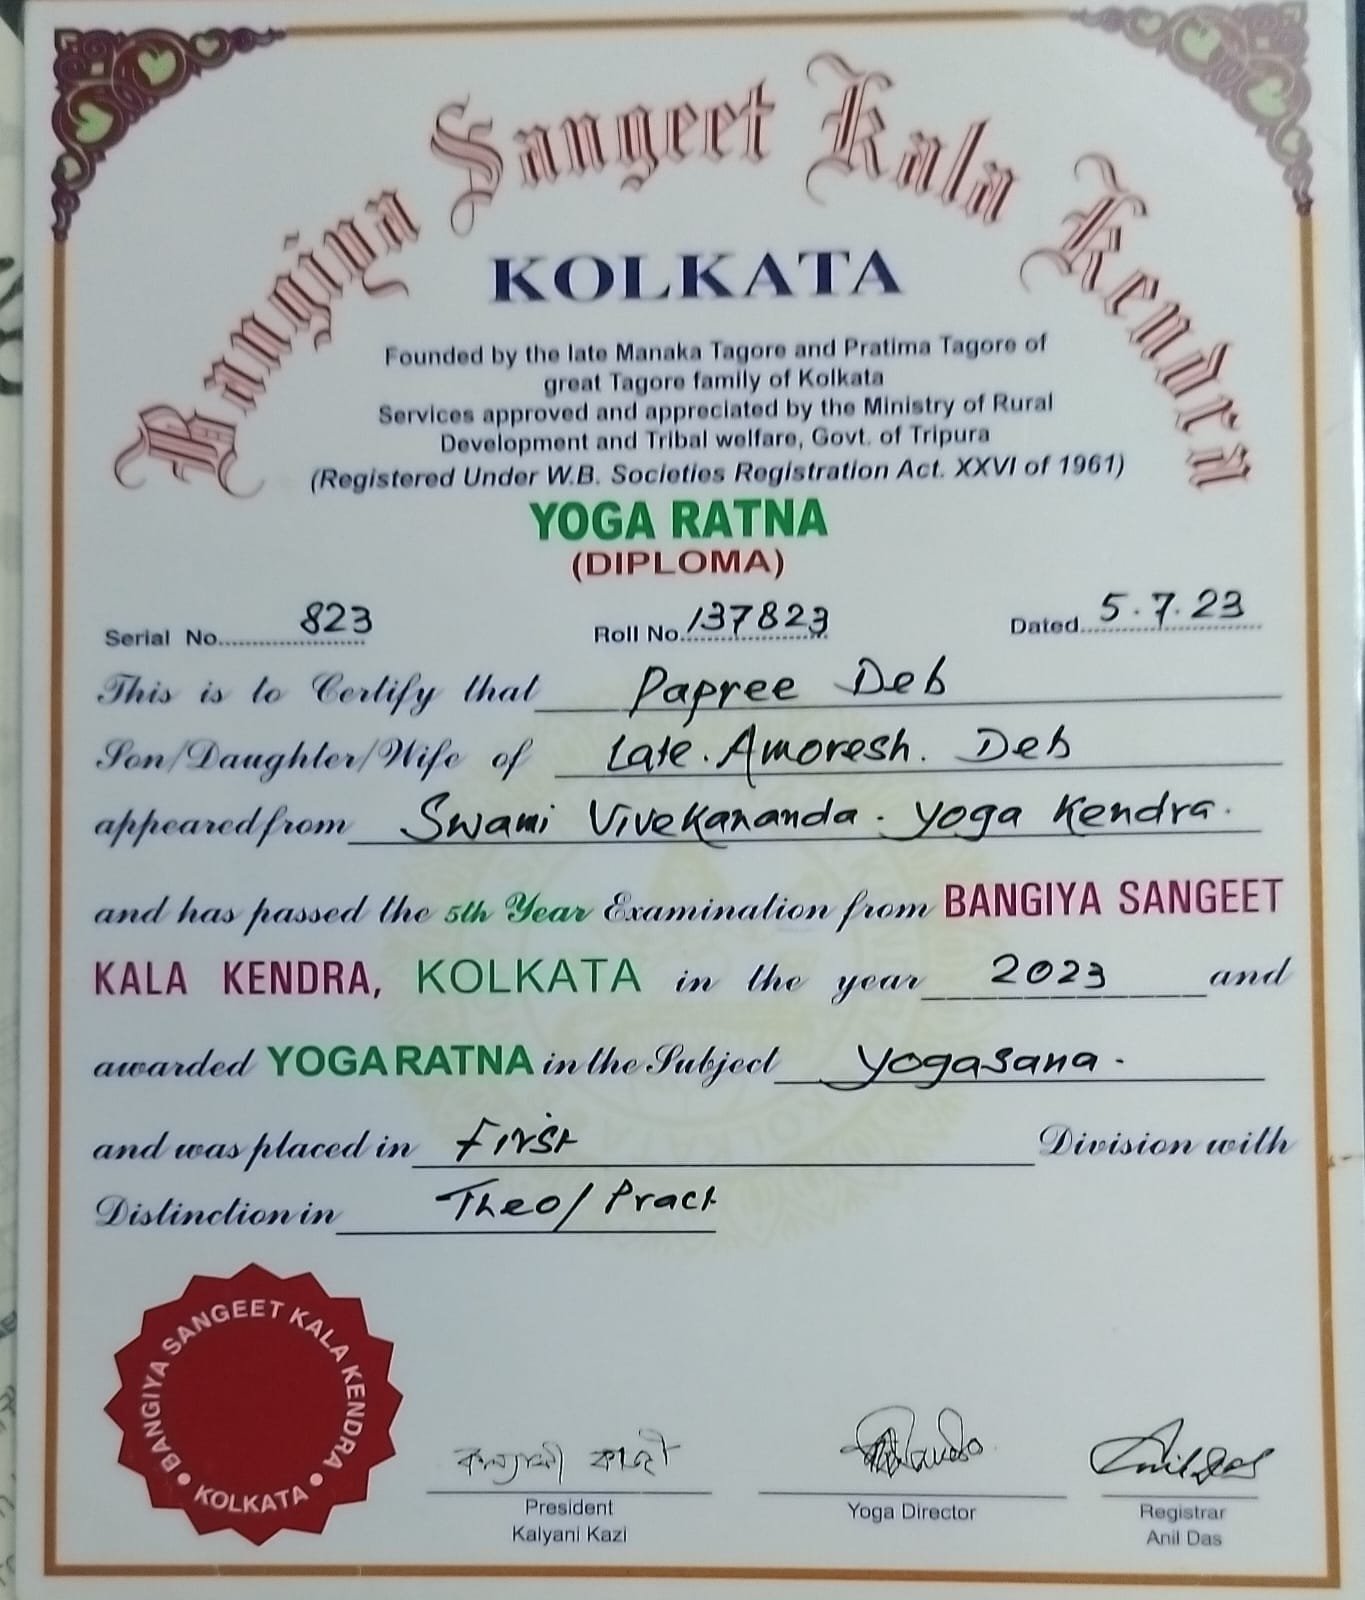 Bangiya Sangeet Kala Kendra
KOLKATA
Founded by the late Manaka Tagore and Pratima Tagore of
great Tagore family of Kolkata
Services approved and appreciated by the Ministry of Rural
Development and Tribal welfare, Govt. of Tripura
(Registered Under W.B. Societies Registration Act. XXVI of 1961)
YOGA RATNA
(DIPLOMA)
Serial No. 823 Roll No. 137823 Dated 5.7.23
This is to Certify that Papree Deb
Son/Daughter/Wife of Late. Amoresh. Deb
appeared from Swami Vivekananda. Yoga Kendra.
and has passed the 5th Year Examination from BANGIYA SANGEET
KALA KENDRA, KOLKATA in the year 2023 and
awarded YOGA RATNA in the Subject Yogasana.
and was placed in First Division with
Distinction in Theo/Pract
BANGIYA SANGEET KALA KENDRA
KOLKATA
কল্যাণী কাজী Anil Das
President Yoga Director Registrar
Kalyani Kazi Anil Das